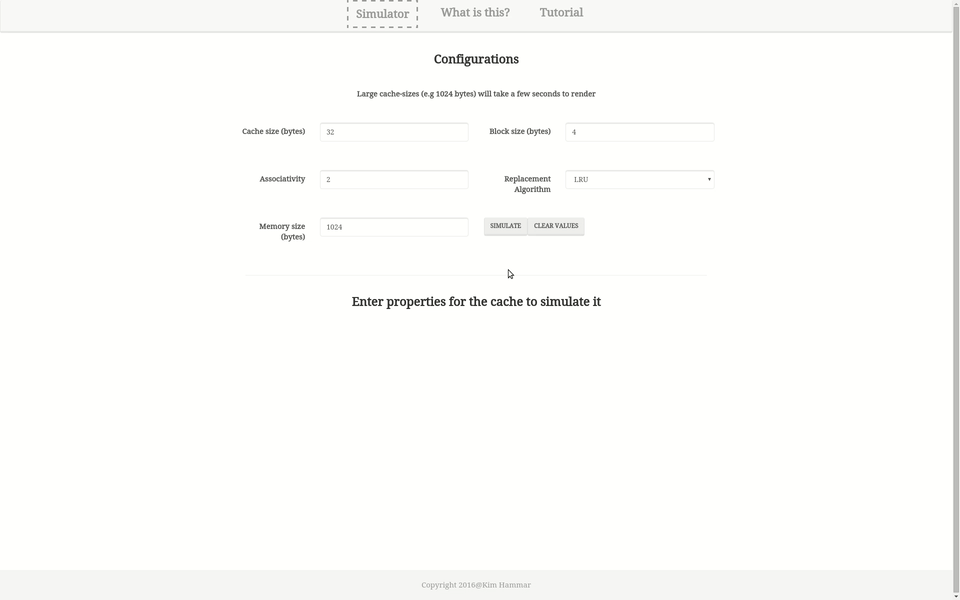 Simulator What is this? Tutorial
Configurations
Large cache-sizes (e.g 1024 bytes) will take a few seconds to render
Cache size (bytes) 32 Block size (bytes) 4
Associativity 2 Replacement Algorithm LRU
Memory size (bytes) 1024 SIMULATE CLEAR VALUES
Enter properties for the cache to simulate it
Copyright 2016@Kim Hammar